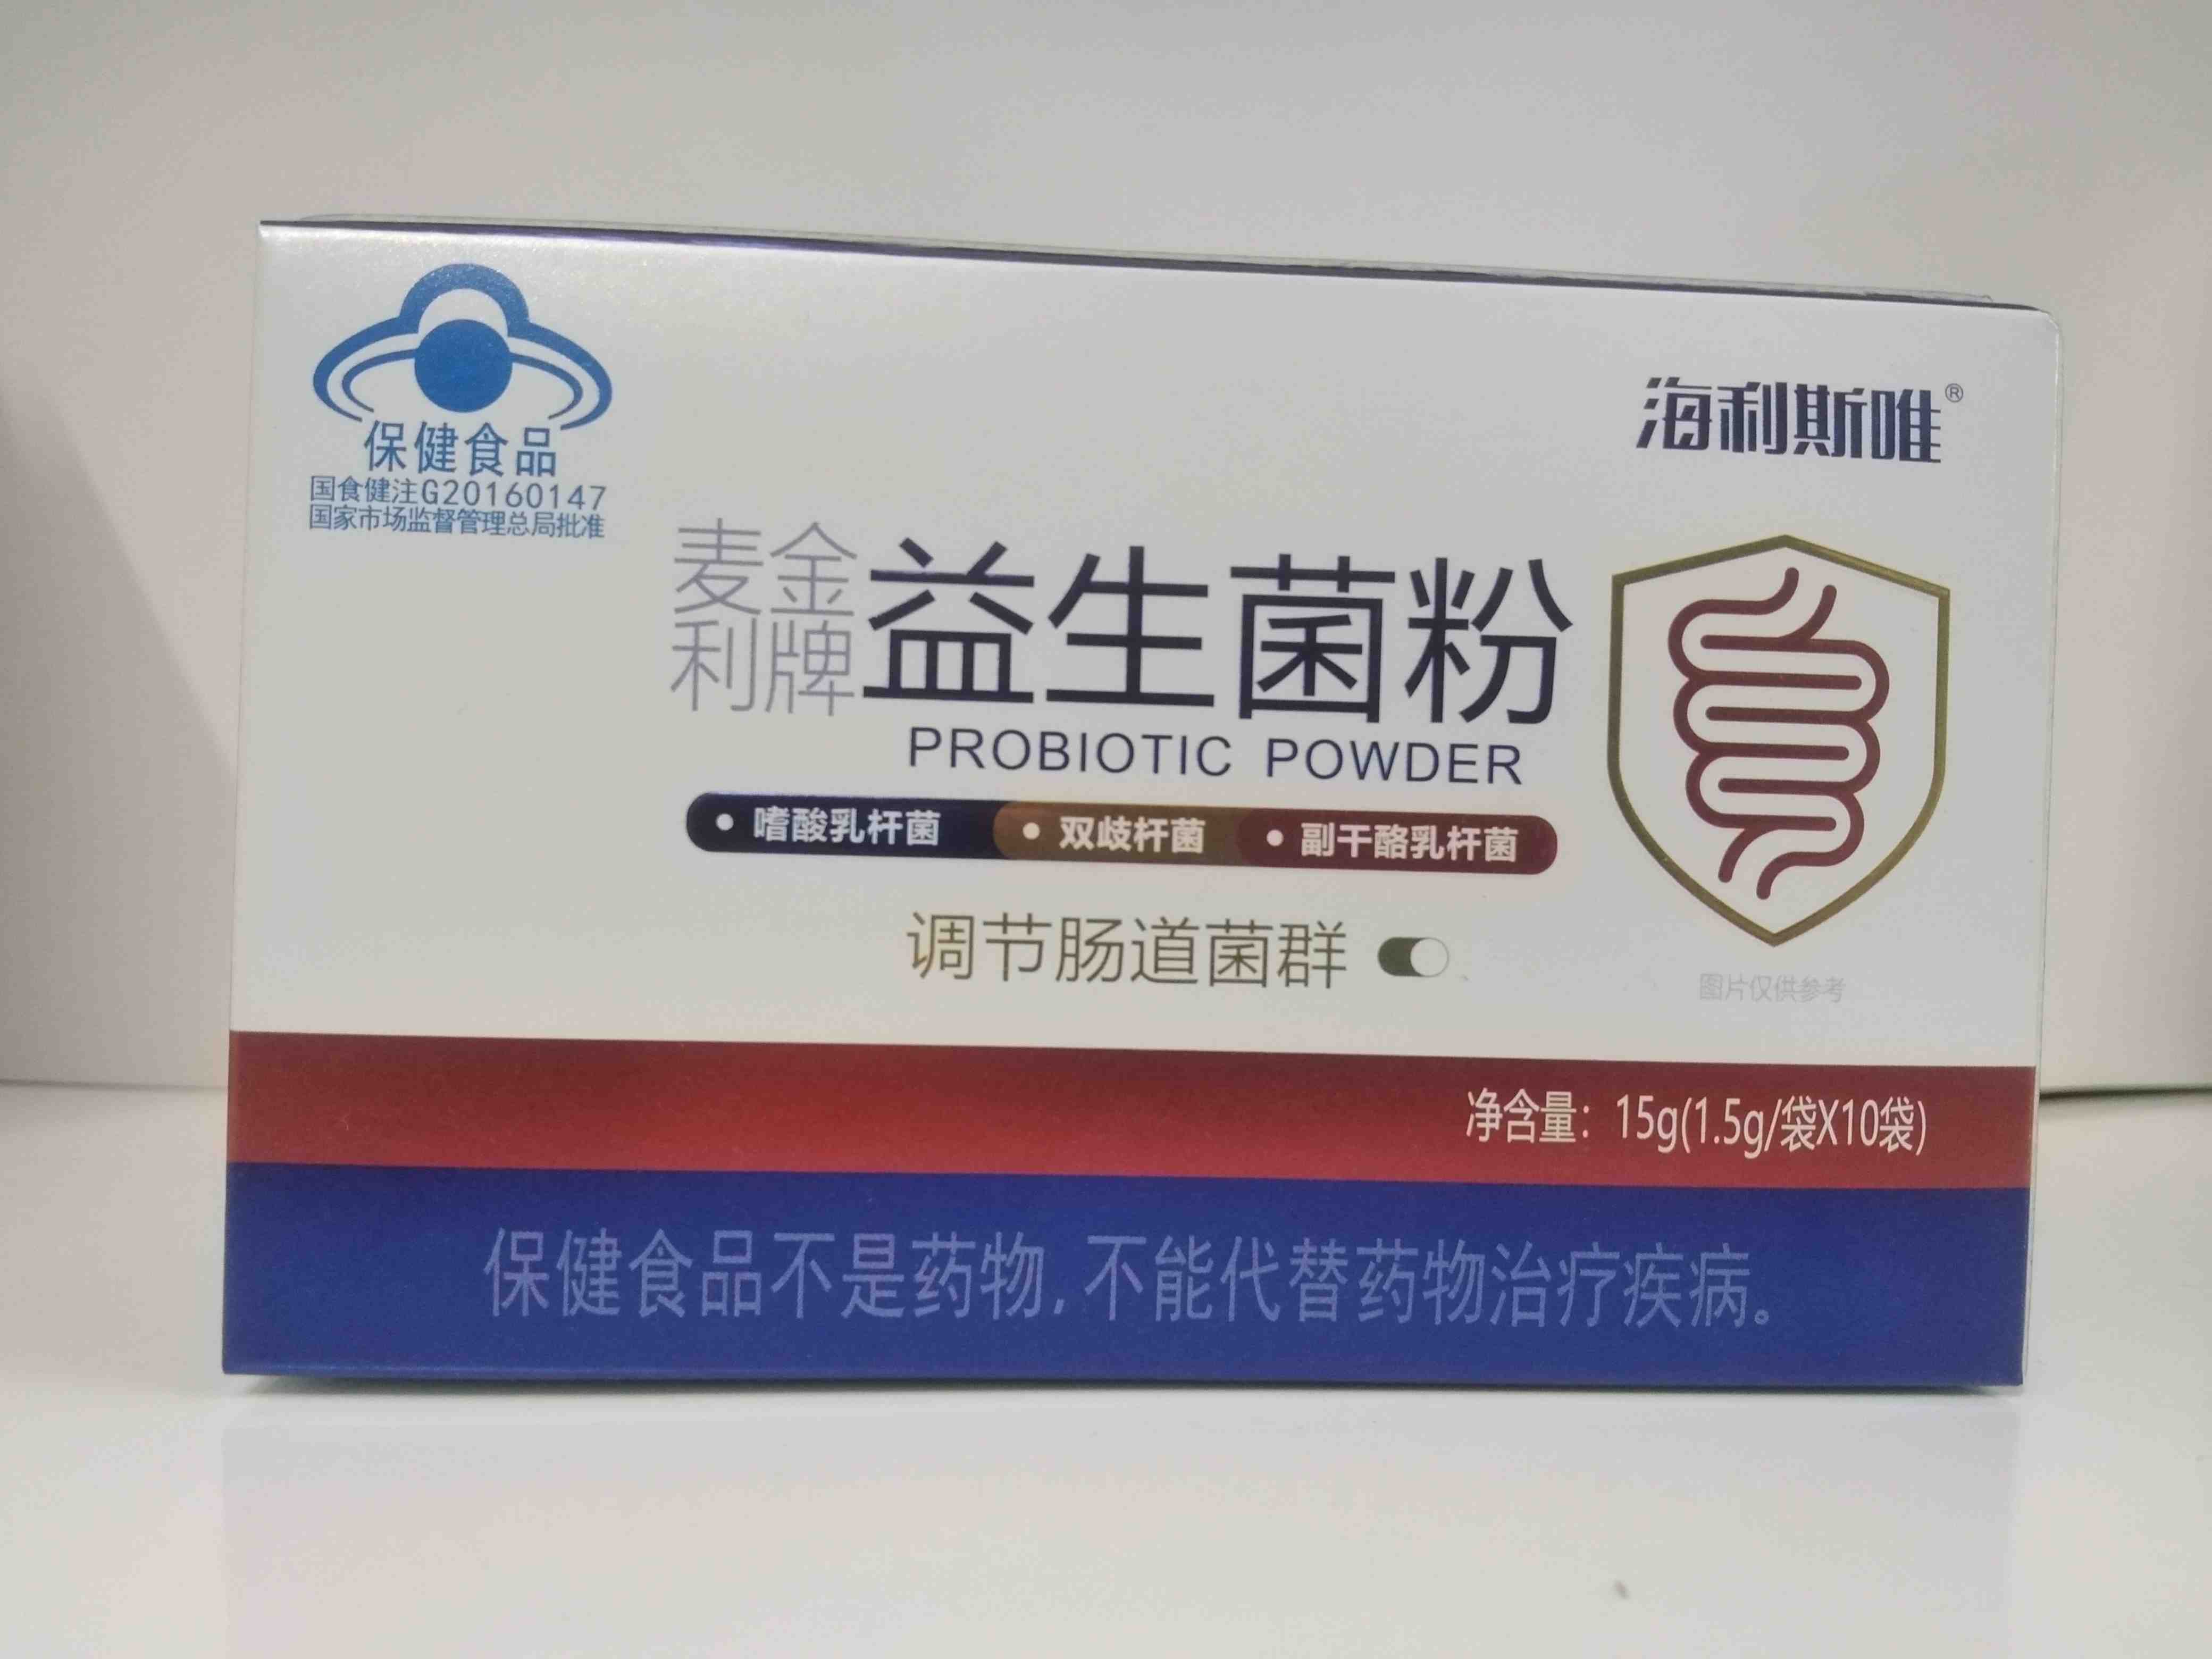 保健食品
国食健注G20160147
国家市场监督管理总局批准
海利斯唯®
麦金
利牌
益生菌粉
PROBIOTIC POWDER
• 嗜酸乳杆菌 • 双歧杆菌 • 副干酪乳杆菌
调节肠道菌群
图片仅供参考
净含量：15g(1.5g/袋X10袋)
保健食品不是药物,不能代替药物治疗疾病。